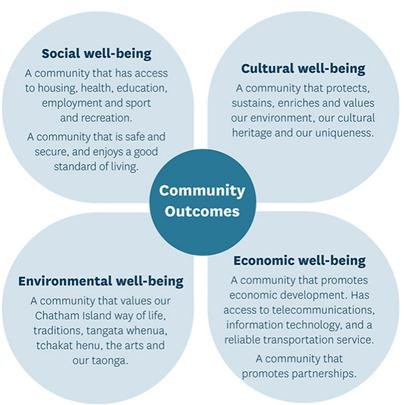 Social well-being
A community that has access
to housing, health, education,
employment and sport
and recreation.
A community that is safe and
secure, and enjoys a good
standard of living.
Cultural well-being
A community that protects,
sustains, enriches and values
our environment, our cultural
heritage and our uniqueness.
Community
Outcomes
Environmental well-being
A community that values our
Chatham Island way of life,
traditions, tangata whenua,
tchakat henu, the arts and
our taonga.
Economic well-being
A community that promotes
economic development. Has
access to telecommunications,
information technology, and a
reliable transportation service.
A community that
promotes partnerships.